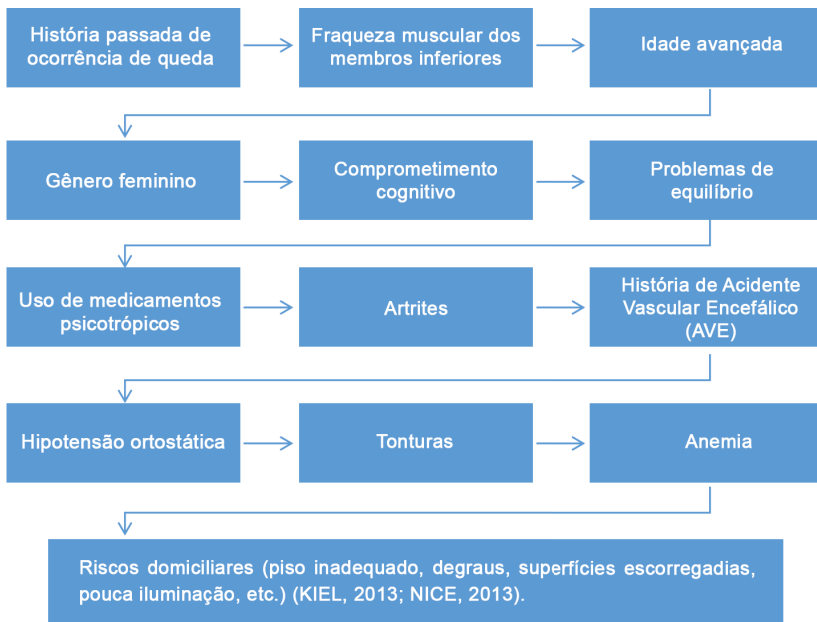 História passada de
ocorrência de queda
Fraqueza muscular dos
membros inferiores
Idade avançada
Gênero feminino
Comprometimento
cognitivo
Problemas de
equilíbrio
Uso de medicamentos
psicotrópicos
Artrites
História de Acidente
Vascular Encefálico
(AVE)
Hipotensão ortostática
Tonturas
Anemia
Riscos domiciliares (piso inadequado, degraus, superfícies escorregadias,
pouca iluminação, etc.) (KIEL, 2013; NICE, 2013).